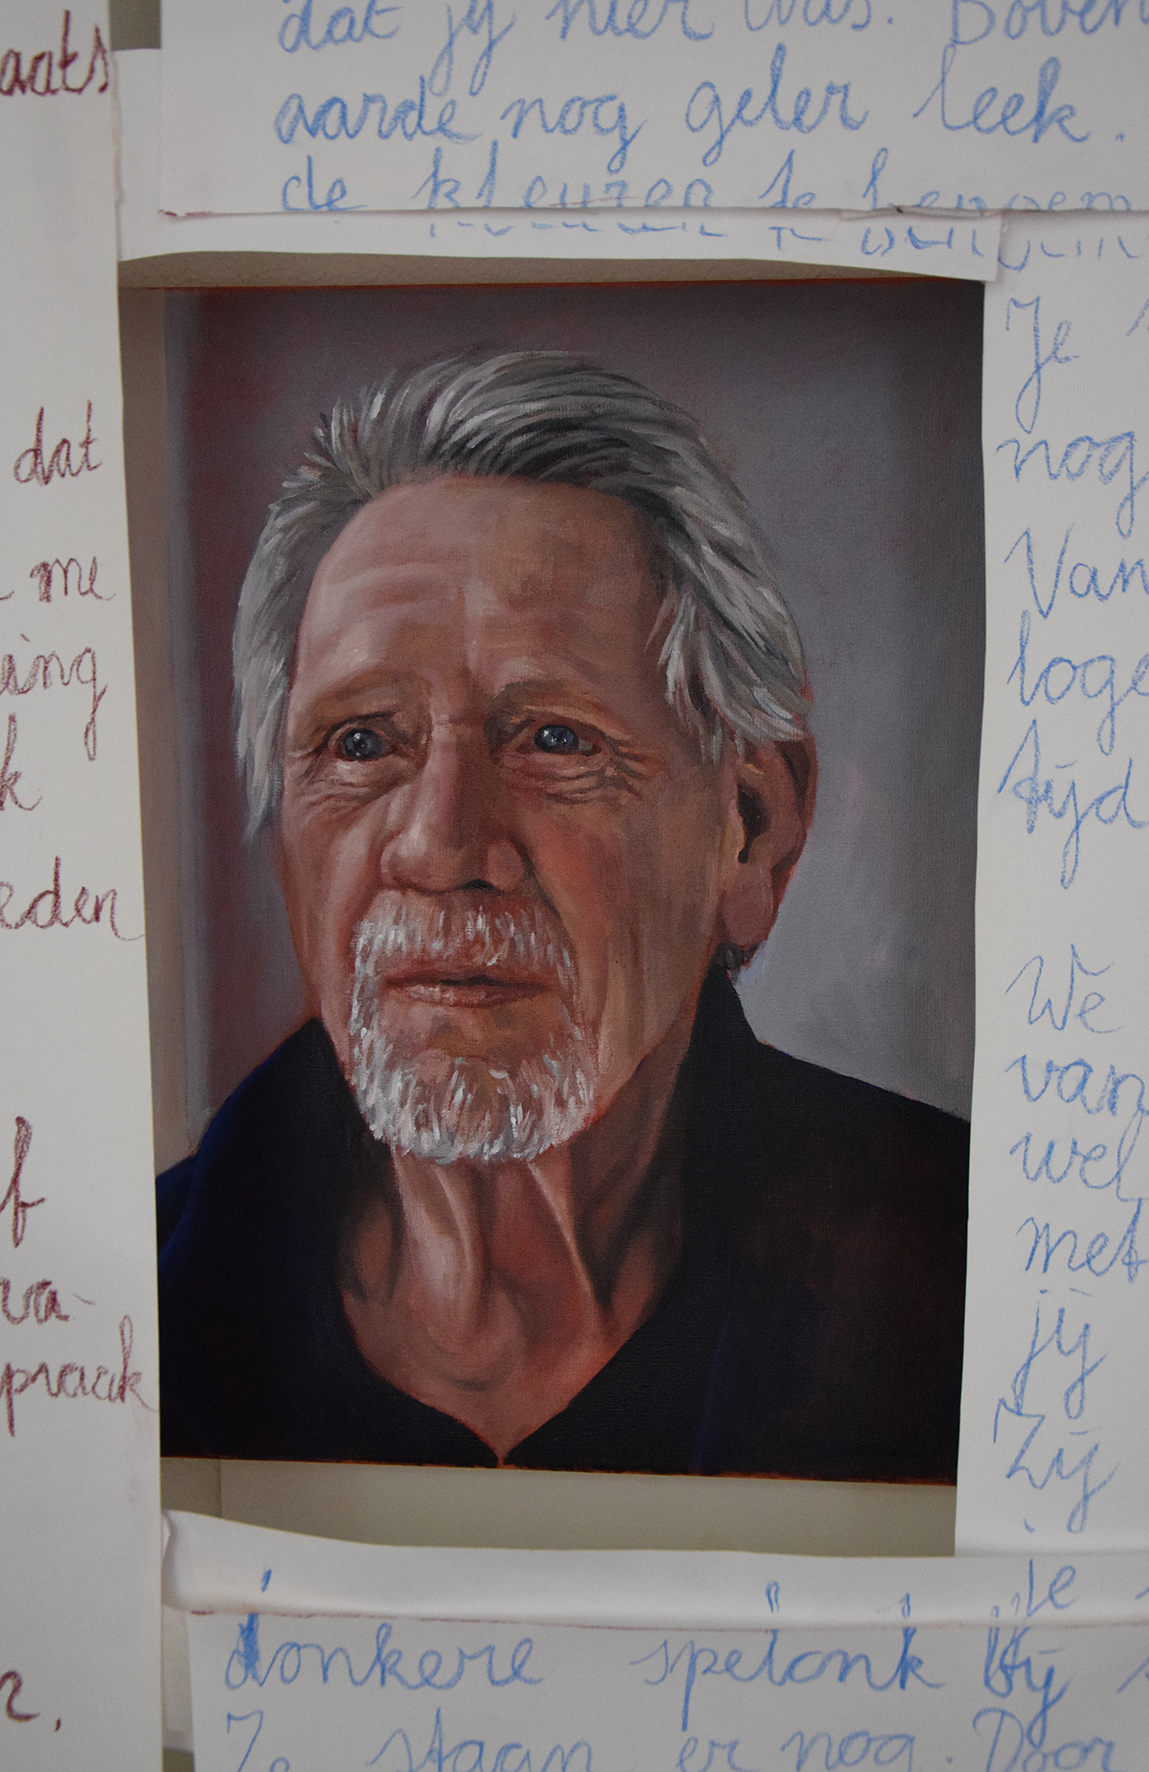 dat jy hier was. Boven
aarde nog geler leek.
de kleuren te benoem
aats
dat
me
ing
k
eden
f
va-
praak
r.
Je
nog
Van
loge
tijd
We
van
wel
met
jij
Zij
je
donkere spelonk bij
Ze staan er nog. Door